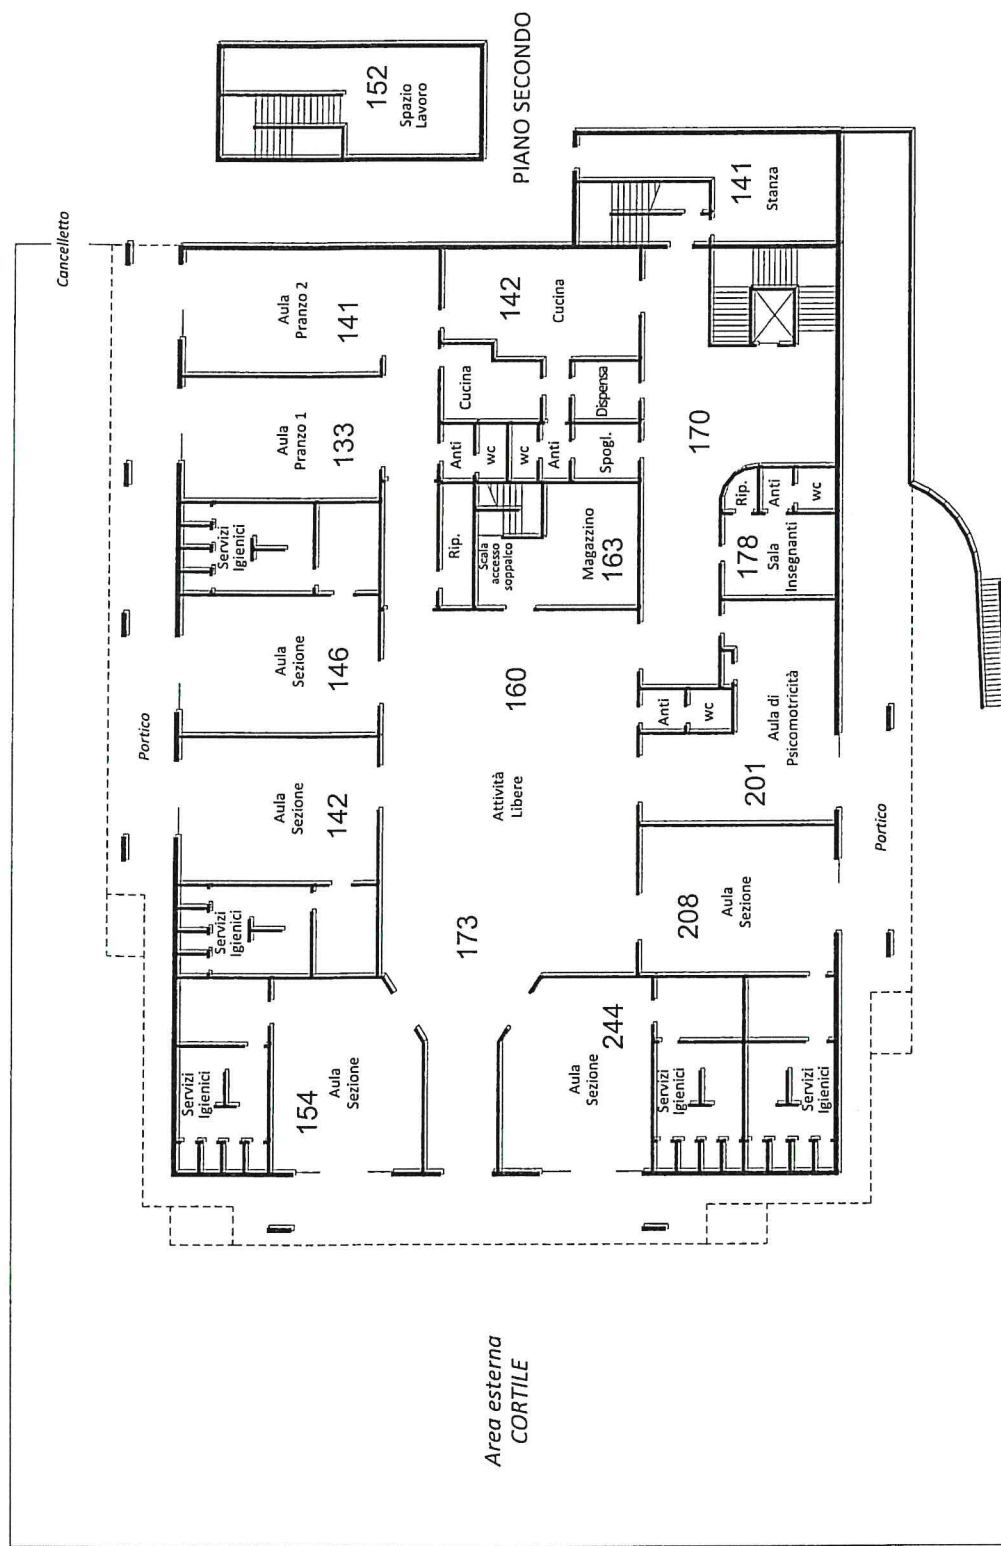 Cancelletto
152
Spazio
Lavoro
PIANO SECONDO
Aula
Pranzo 2
141
142
Cucina
141
Stanza
Aula
Pranzo 1
133
Cucina
Dispensa
Anti
wc
wc
Anti
Spogl.
170
Servizi
Igienici
Rip.
Scala
accesso
soppalco
Magazzino
163
Rip.
Anti
wc
178
Sala
Insegnanti
Portico
Aula
Sezione
146
160
Anti
wc
Aula di
Psicomotricità
201
Aula
Sezione
142
Attività
Libere
Portico
Servizi
Igienici
173
208
Aula
Sezione
Servizi
Igienici
154
Aula
Sezione
Aula
Sezione
244
Servizi
Igienici
Servizi
Igienici
Area esterna
CORTILE